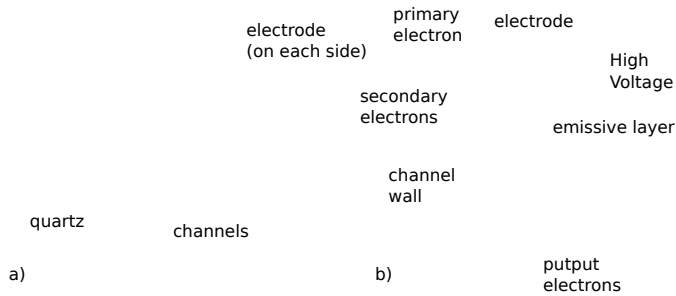 electrode
(on each side)
quartz
channels
a)
primary
electron
electrode
High
Voltage
secondary
electrons
emissive layer
channel
wall
b)
putput
electrons